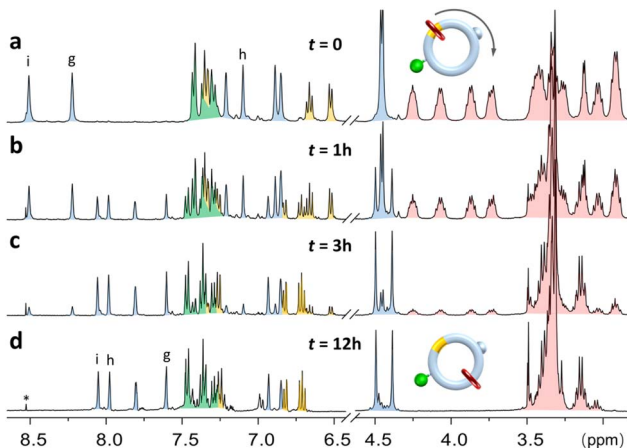 a
t = 0
i
g
h
b
t = 1h
c
t = 3h
d
t = 12h
i
h
g
*
8.5 8.0 7.5 7.0 6.5 4.5 4.0 3.5 (ppm)